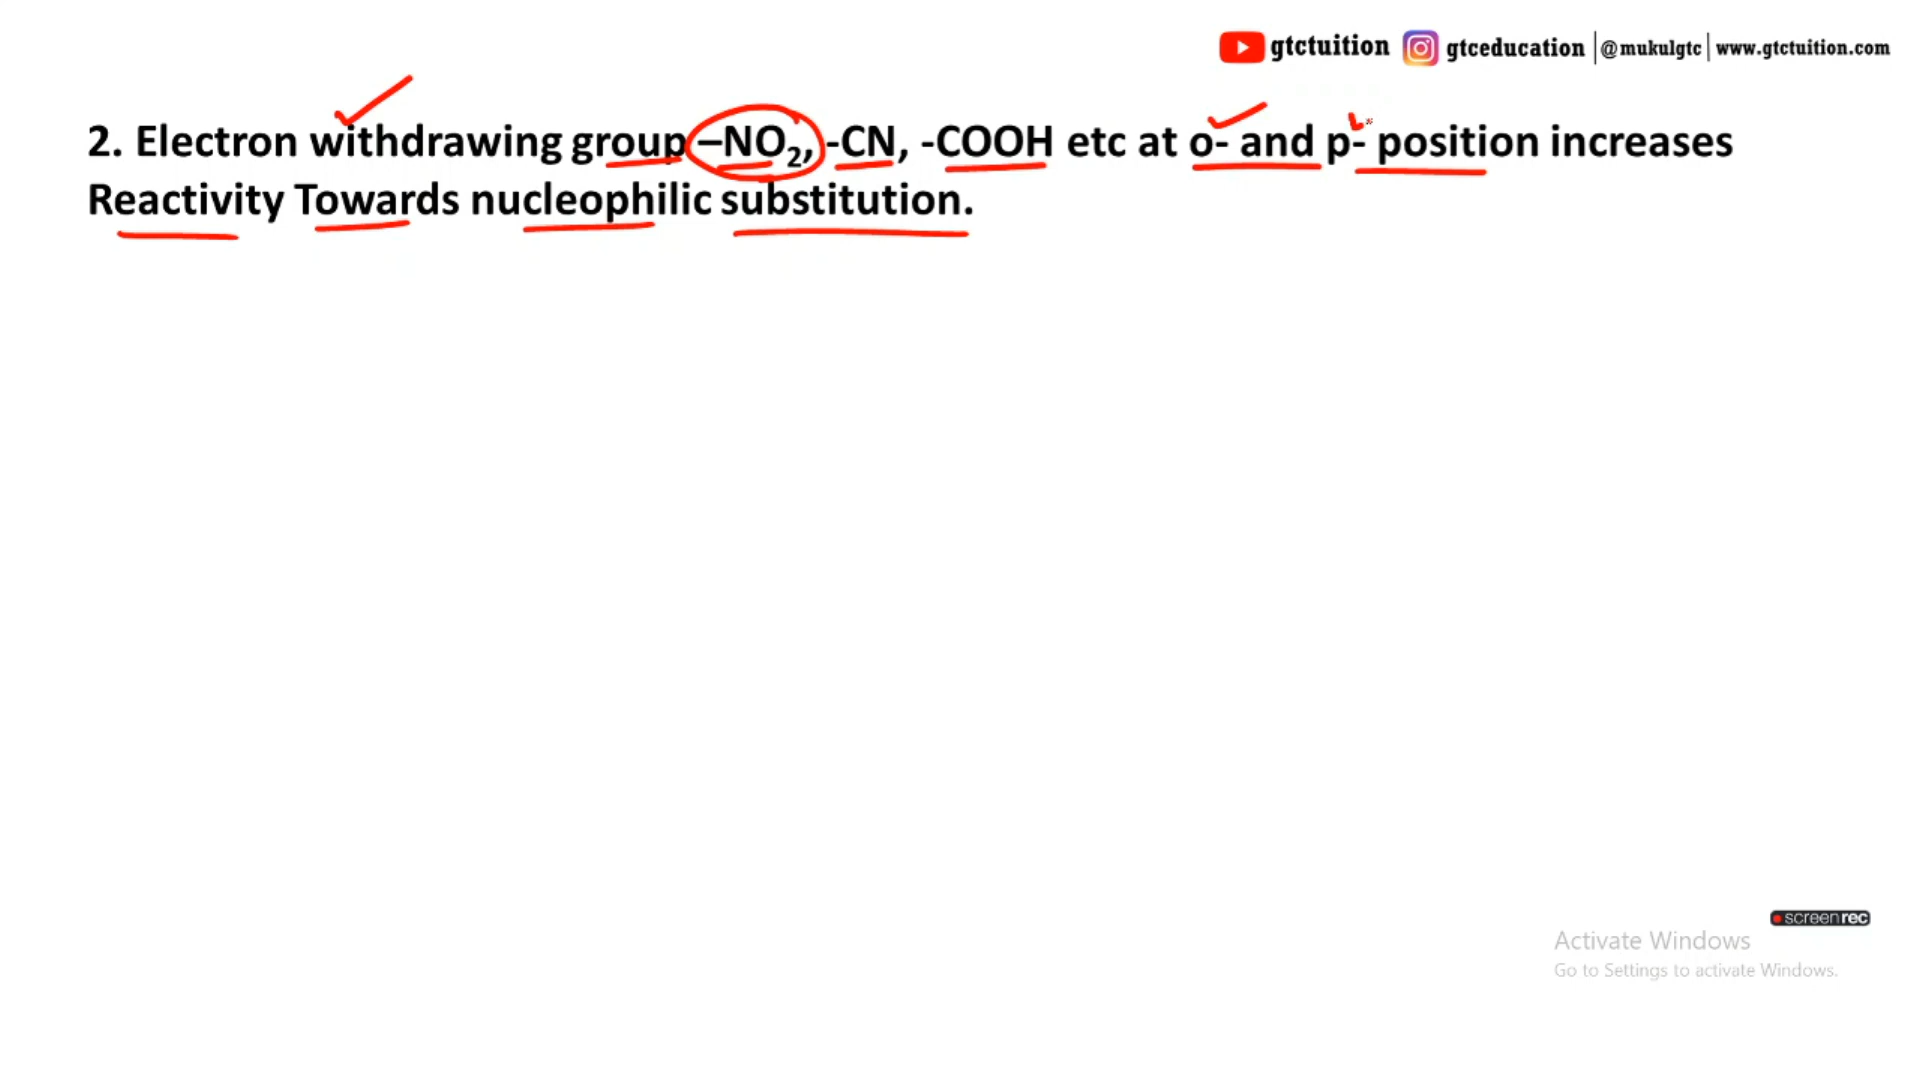 gtctuition gtceducation @mukulgtc www.gtctuition.com
2. Electron withdrawing group –NO₂, -CN, -COOH etc at o- and p- position increases
Reactivity Towards nucleophilic substitution.
screenrec
Activate Windows
Go to Settings to activate Windows.